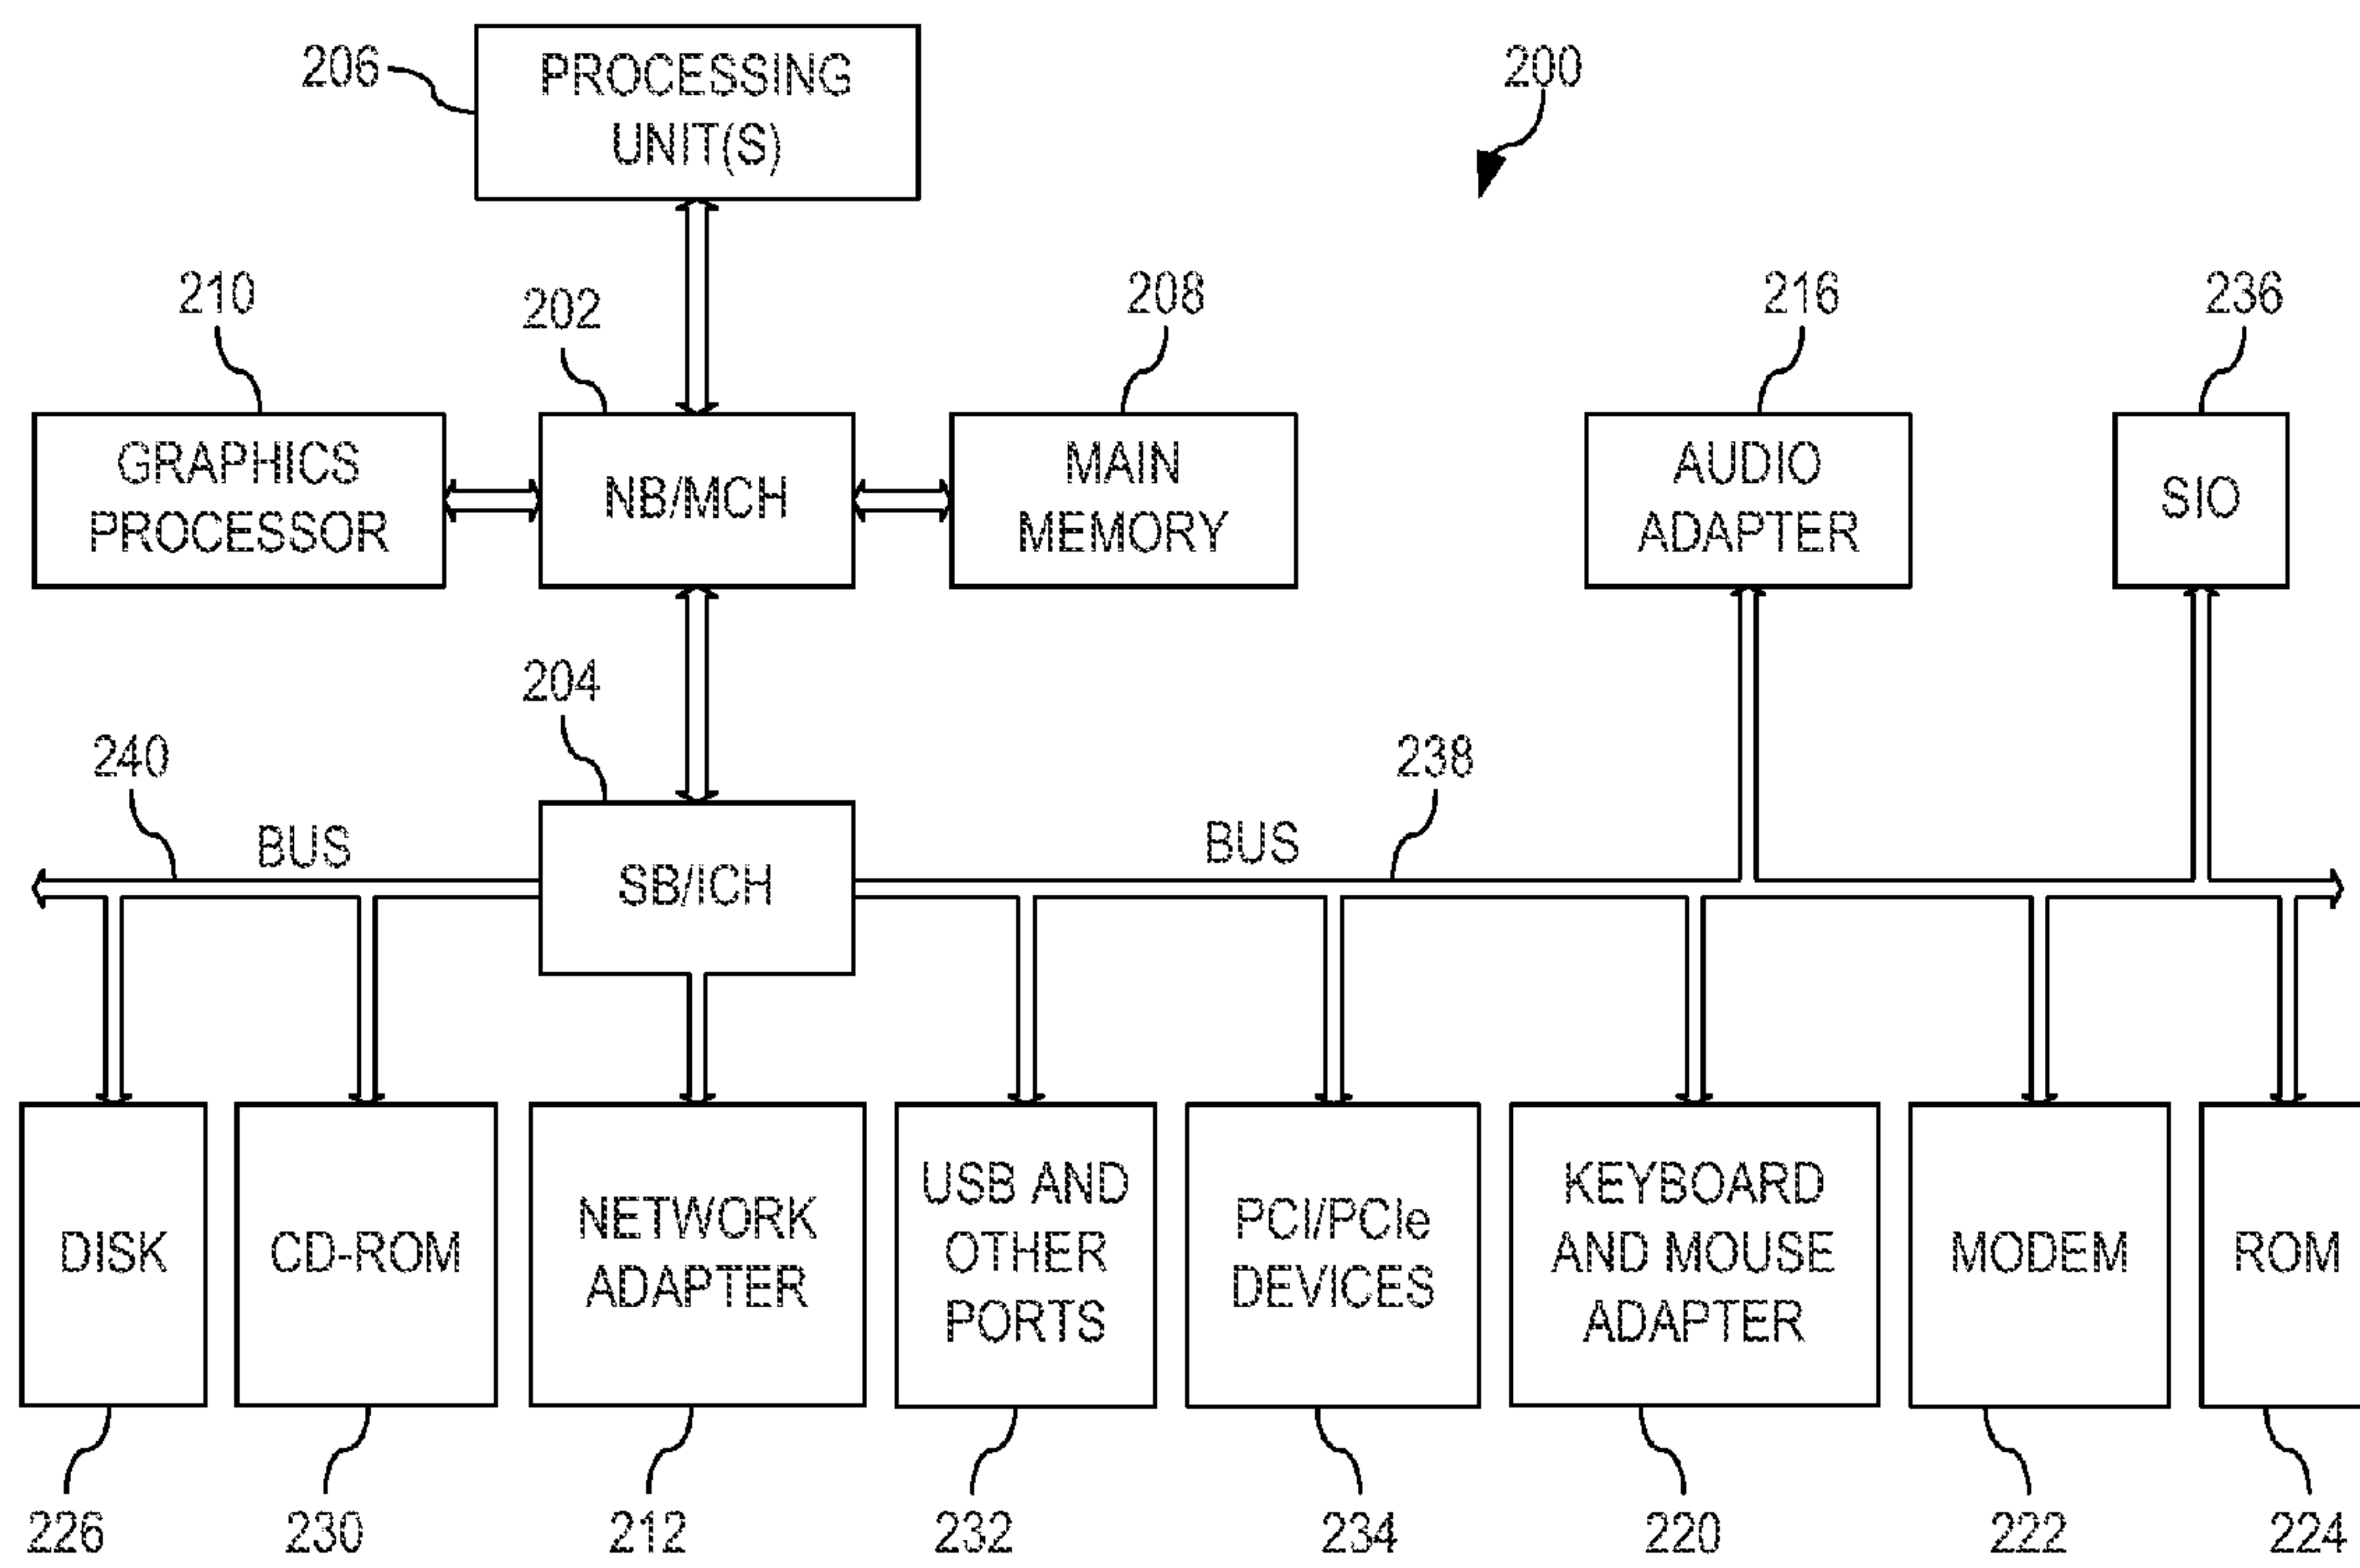 206
PROCESSING
UNIT(S)
200
210
202
208
216
236
GRAPHICS
PROCESSOR
NB/MCH
MAIN
MEMORY
AUDIO
ADAPTER
SIO
204
240
238
BUS
SB/ICH
BUS
DISK
CD-ROM
NETWORK
ADAPTER
USB AND
OTHER
PORTS
PCI/PCIe
DEVICES
KEYBOARD
AND MOUSE
ADAPTER
MODEM
ROM
226
230
212
232
234
220
222
224